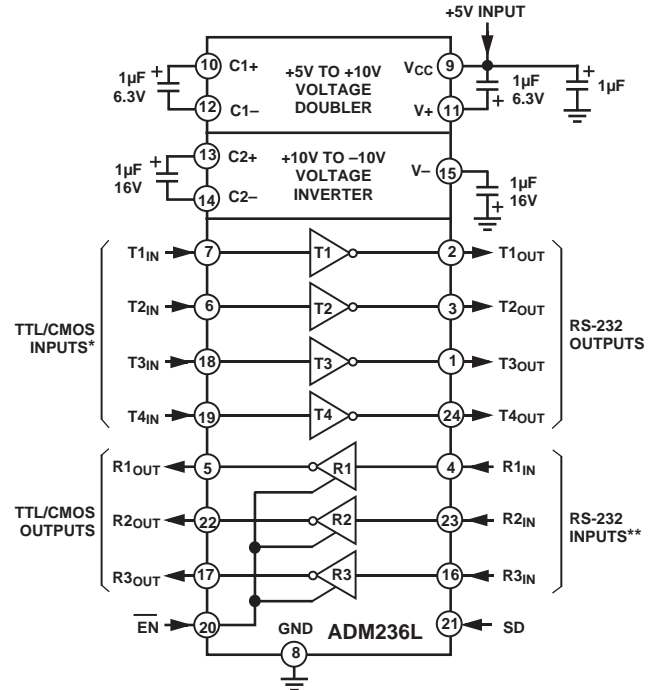 +5V INPUT
1µF
6.3V
+
10
C1+
12
C1–
+5V TO +10V
VOLTAGE
DOUBLER
VCC
9
V+
11
1µF
6.3V
+
+
1µF
1µF
16V
+
13
C2+
14
C2–
+10V TO –10V
VOLTAGE
INVERTER
V–
15
1µF
16V
+
TTL/CMOS
INPUTS*
T1IN 7 T1 2 T1OUT
T2IN 6 T2 3 T2OUT
T3IN 18 T3 1 T3OUT
T4IN 19 T4 24 T4OUT
RS-232
OUTPUTS
TTL/CMOS
OUTPUTS
R1OUT 5 R1 4 R1IN
R2OUT 22 R2 23 R2IN
R3OUT 17 R3 16 R3IN
RS-232
INPUTS**
EN 20
GND
8
ADM236L
21 SD